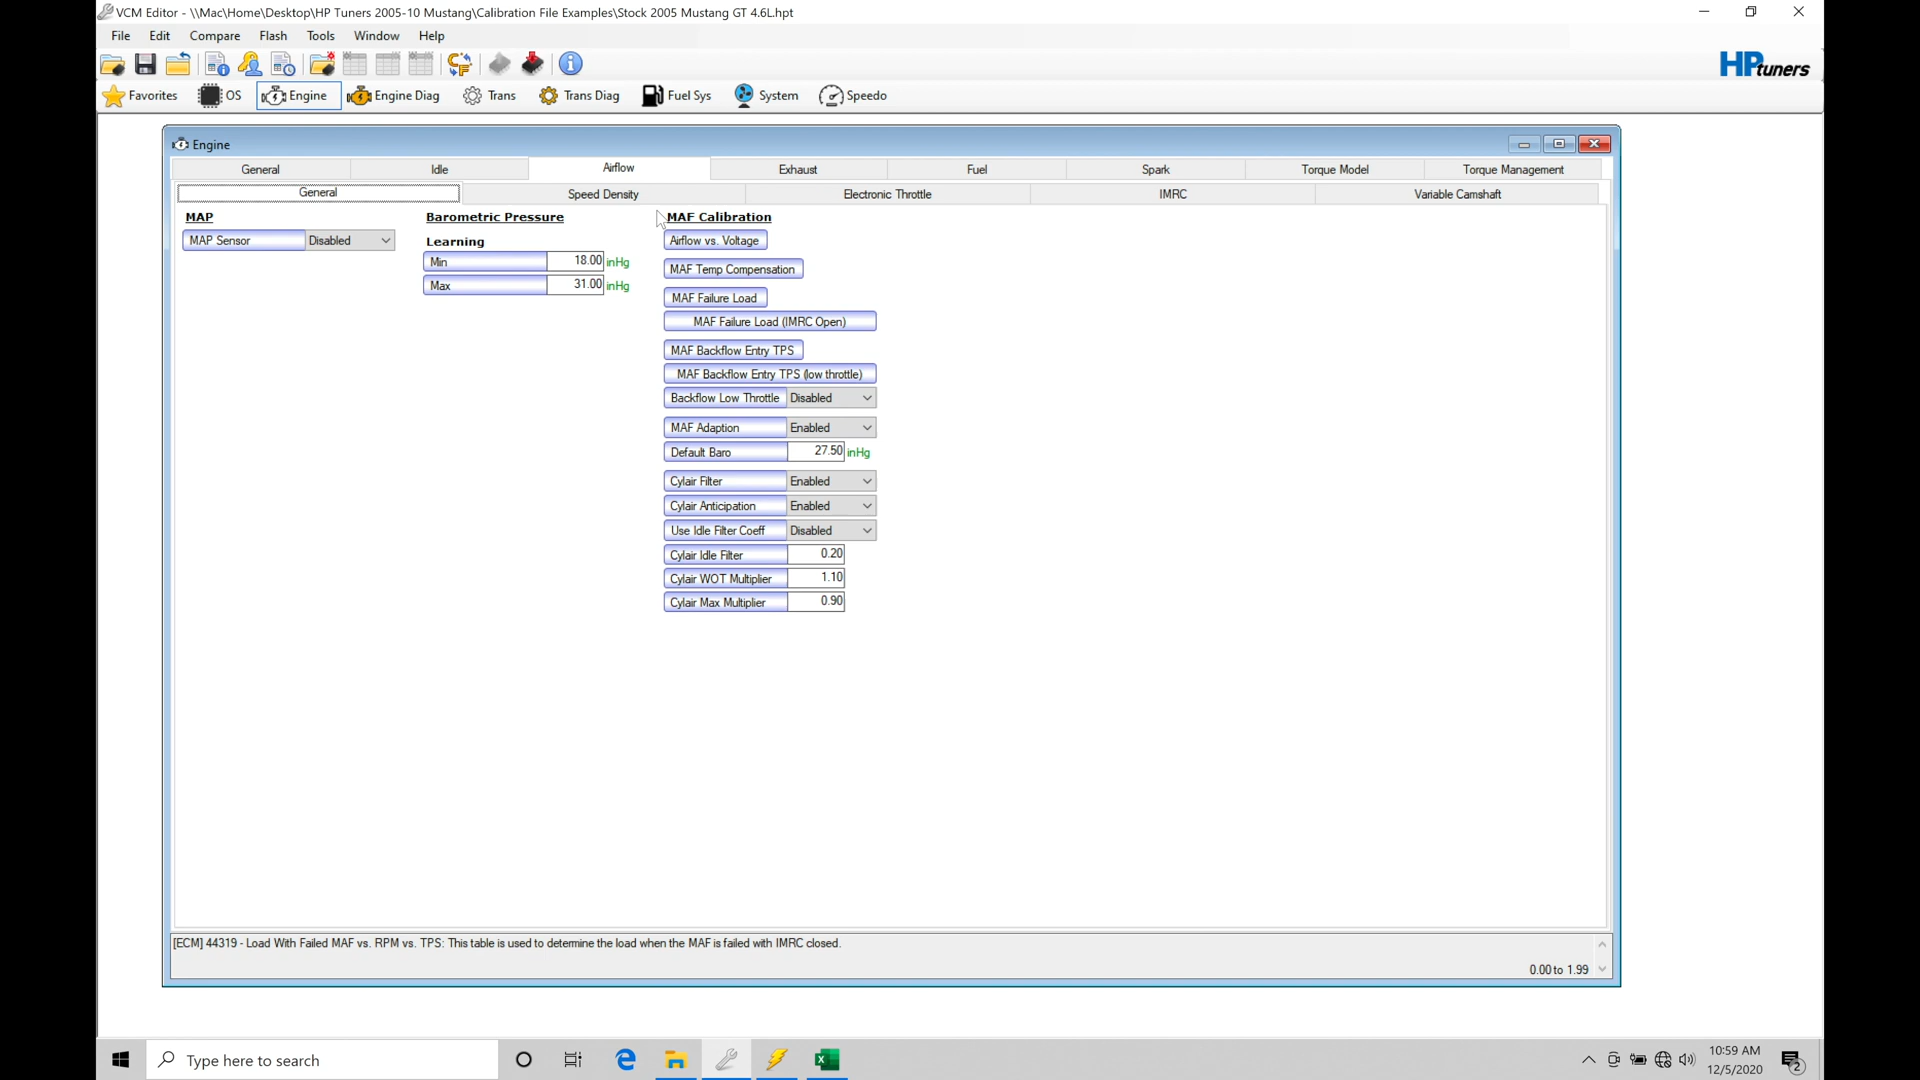 VCM Editor - \\Mac\Home\Desktop\HP Tuners 2005-10 Mustang\Calibration File Examples\Stock 2005 Mustang GT 4.6L.hpt
File Edit Compare Flash Tools Window Help
HPtuners
Favorites OS Engine Engine Diag Trans Trans Diag Fuel Sys System Speedo
Engine
General Idle Airflow Exhaust Fuel Spark Torque Model Torque Management
General Speed Density Electronic Throttle IMRC Variable Camshaft
MAP Barometric Pressure MAF Calibration
MAP Sensor Disabled Learning Airflow vs. Voltage
Min 18.00 inHg MAF Temp Compensation
Max 31.00 inHg MAF Failure Load
MAF Failure Load (IMRC Open)
MAF Backflow Entry TPS
MAF Backflow Entry TPS (low throttle)
Backflow Low Throttle Disabled
MAF Adaption Enabled
Default Baro 27.50 inHg
Cylair Filter Enabled
Cylair Anticipation Enabled
Use Idle Filter Coeff Disabled
Cylair Idle Filter 0.20
Cylair WOT Multiplier 1.10
Cylair Max Multiplier 0.90
[ECM] 44319 - Load With Failed MAF vs. RPM vs. TPS: This table is used to determine the load when the MAF is failed with IMRC closed.
0.00 to 1.99
Type here to search
10:59 AM
12/5/2020
2